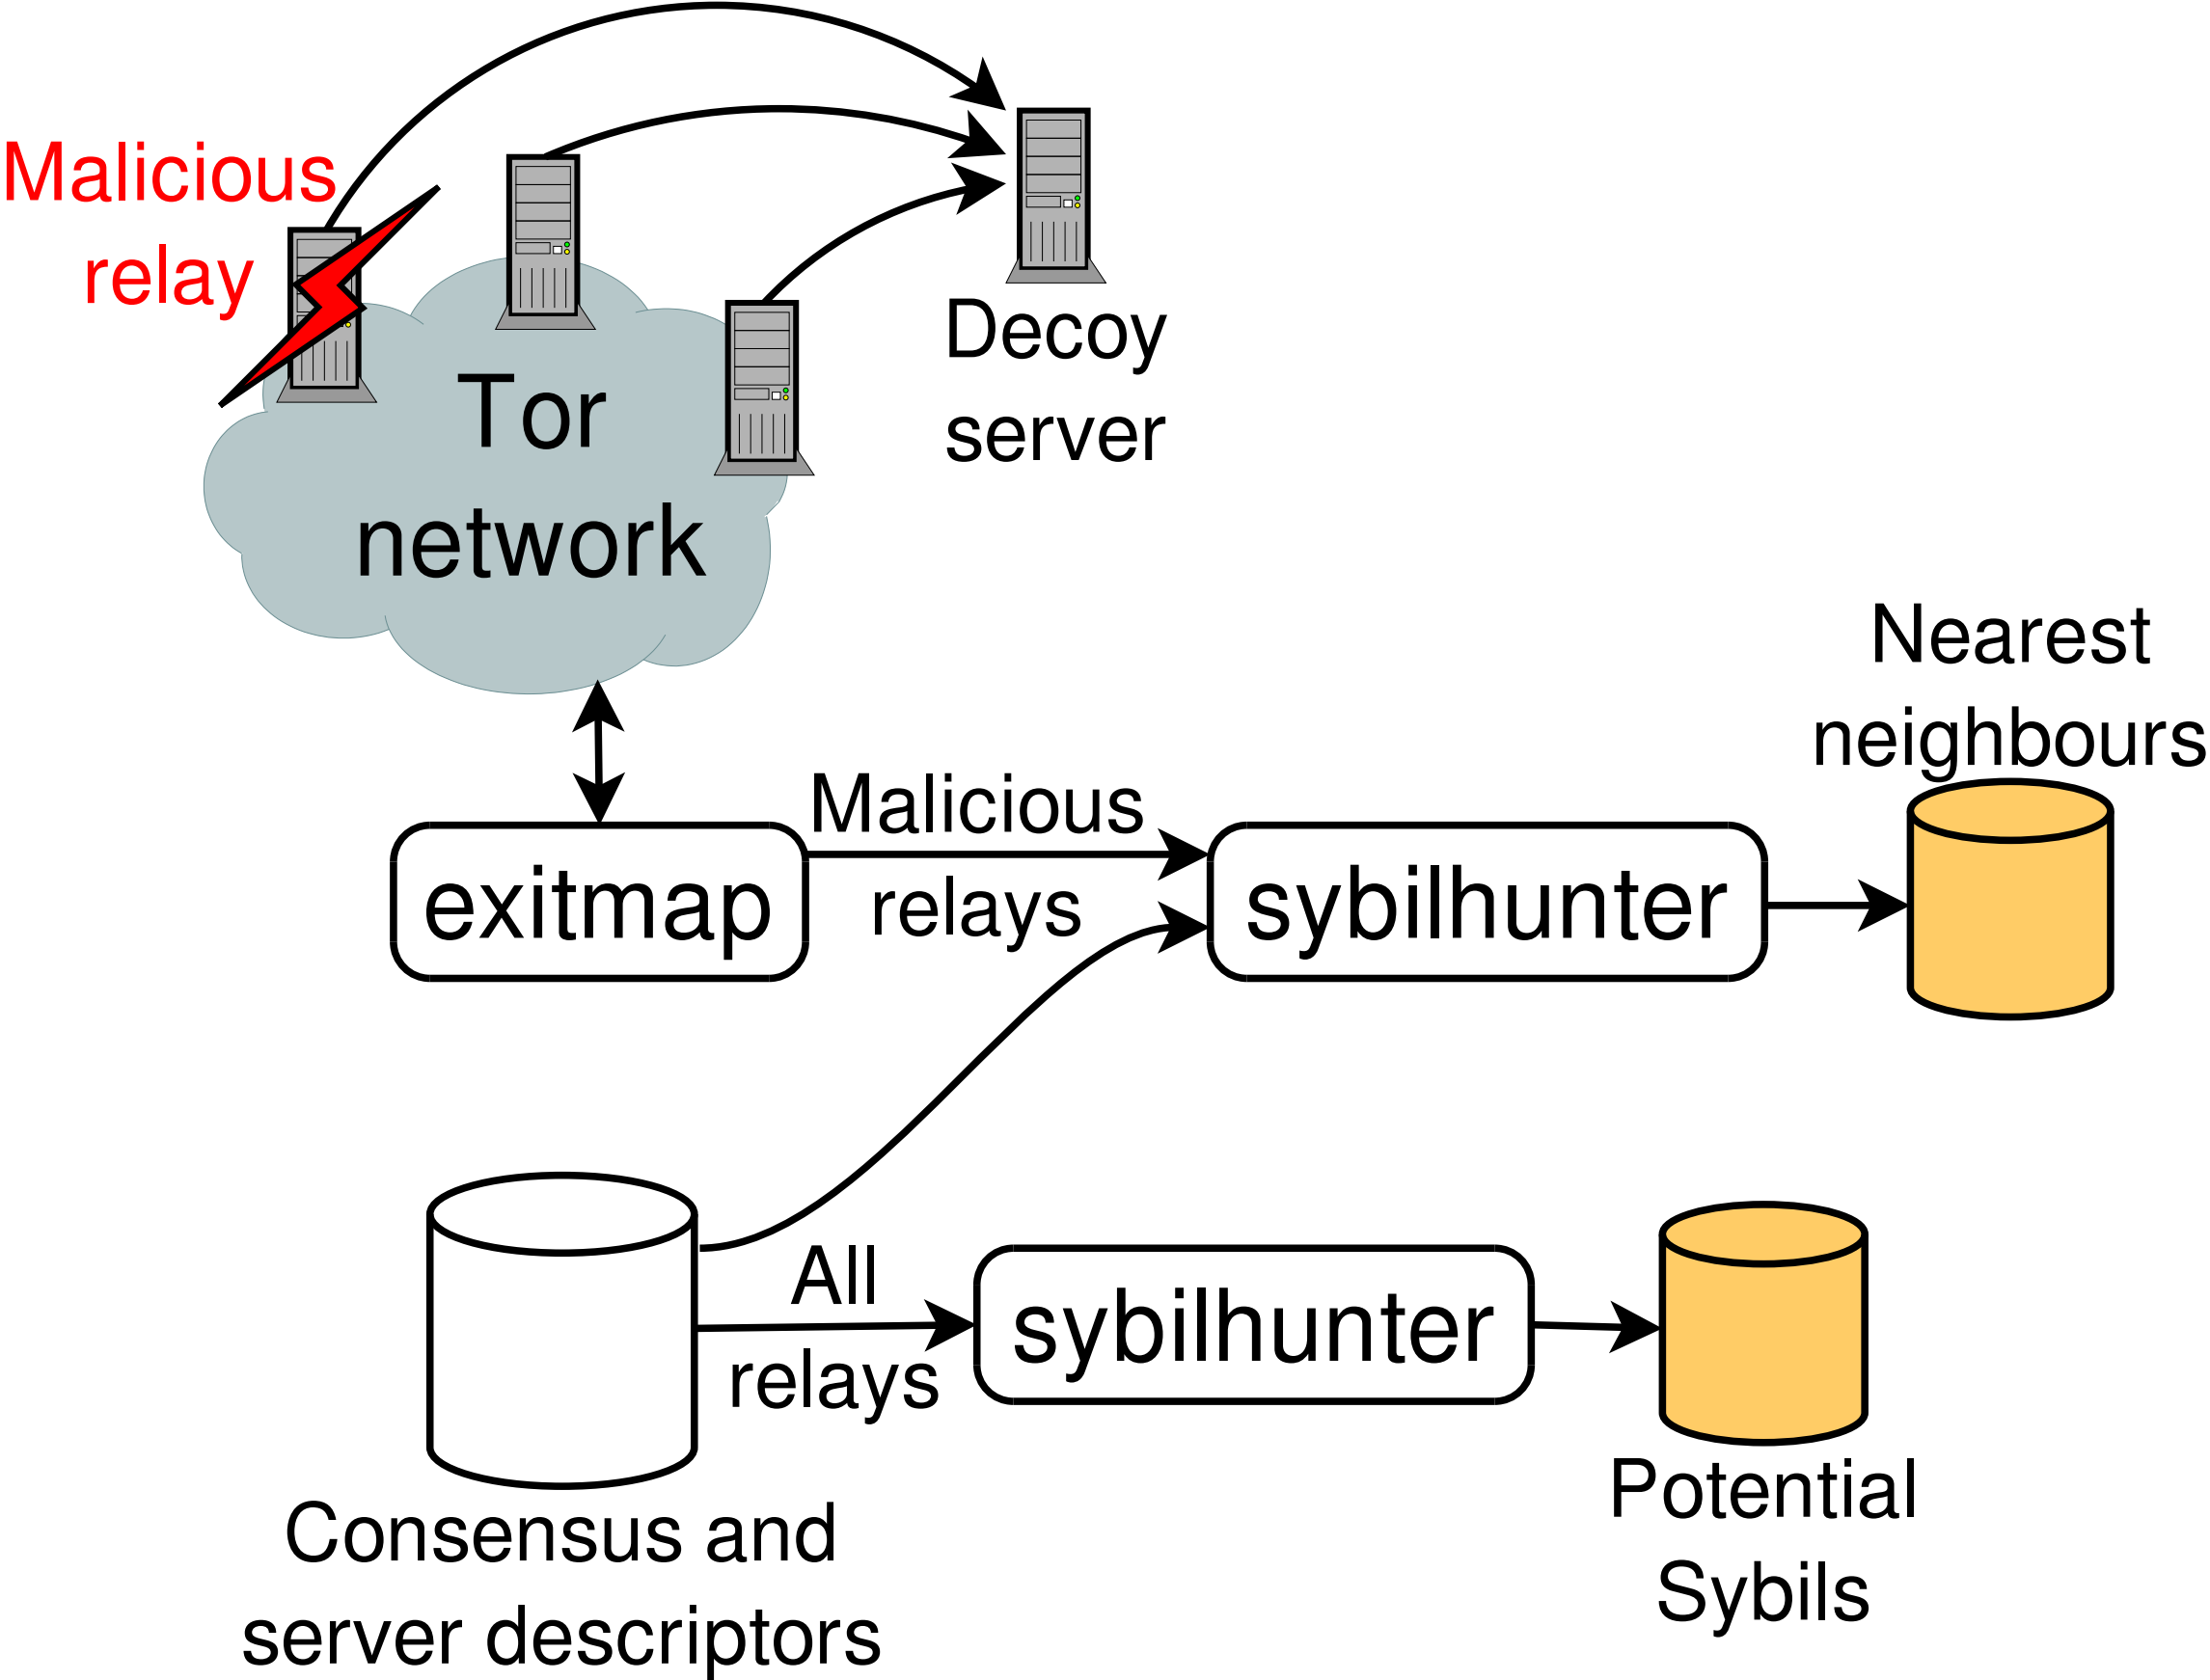 Malicious
relay
Decoy
server
Tor
network
Nearest
neighbours
Malicious
relays
exitmap
sybilhunter
All
relays
sybilhunter
Consensus and
server descriptors
Potential
Sybils